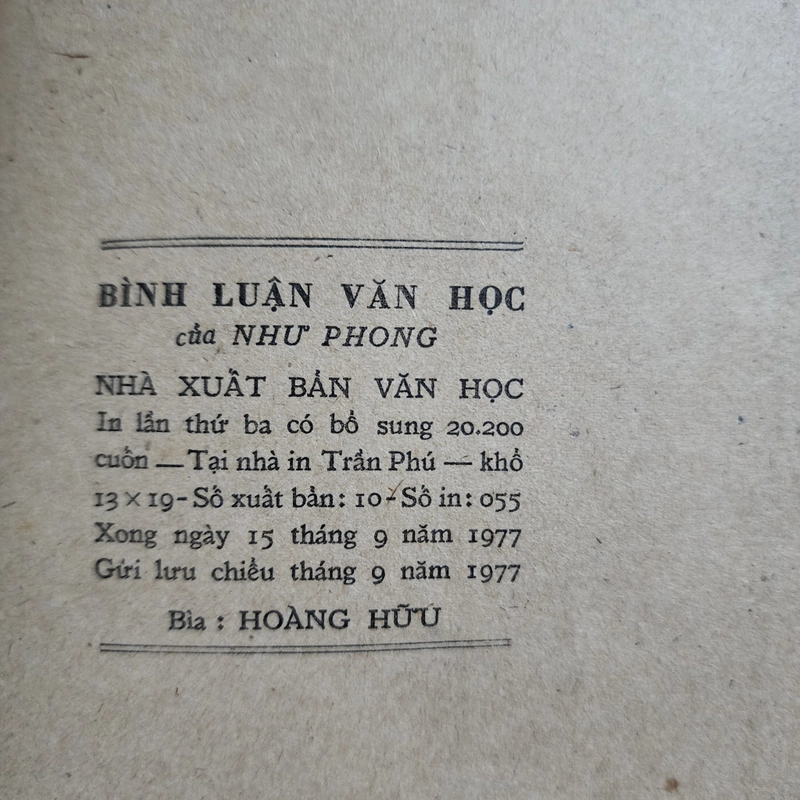 BÌNH LUẬN VĂN HỌC
của NHƯ PHONG
NHÀ XUẤT BẢN VĂN HỌC
In lần thứ ba có bổ sung 20.200
cuốn — Tại nhà in Trần Phú — khổ
13 × 19 - Số xuất bản: 10 - Số in: 055
Xong ngày 15 tháng 9 năm 1977
Gửi lưu chiểu tháng 9 năm 1977
Bìa : HOÀNG HỮU